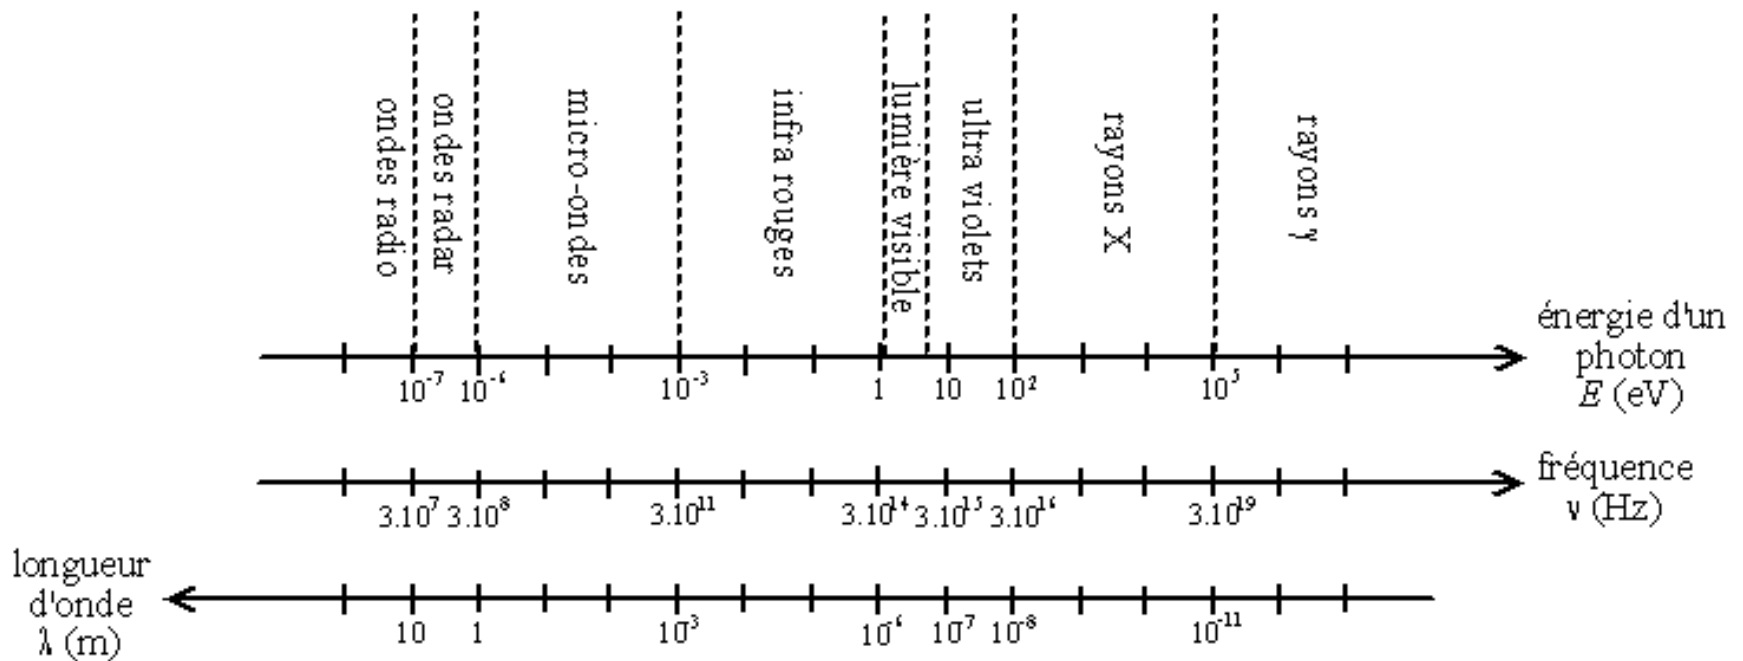 ondes radio
ondes radar
micro-ondes
infra rouges
lumière visible
ultra violets
rayons X
rayons γ
10⁻⁷ 10⁻⁶ 10⁻³ 1 10 10² 10⁵
énergie d'un
photon
E (eV)
3.10⁷ 3.10⁸ 3.10¹¹ 3.10¹⁴ 3.10¹⁵ 3.10¹⁶ 3.10¹⁹
fréquence
ν (Hz)
longueur
d'onde
λ (m)
10 1 10⁻³ 10⁻⁶ 10⁻⁷ 10⁻⁸ 10⁻¹¹